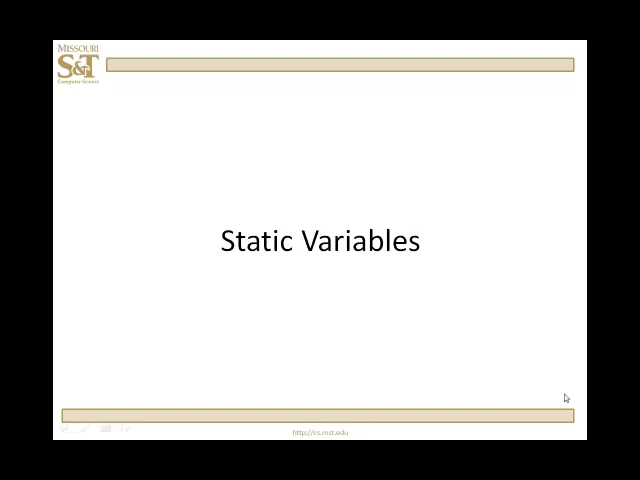 MISSOURI
S&T
Computer Science
Static Variables
http://cs.mst.edu